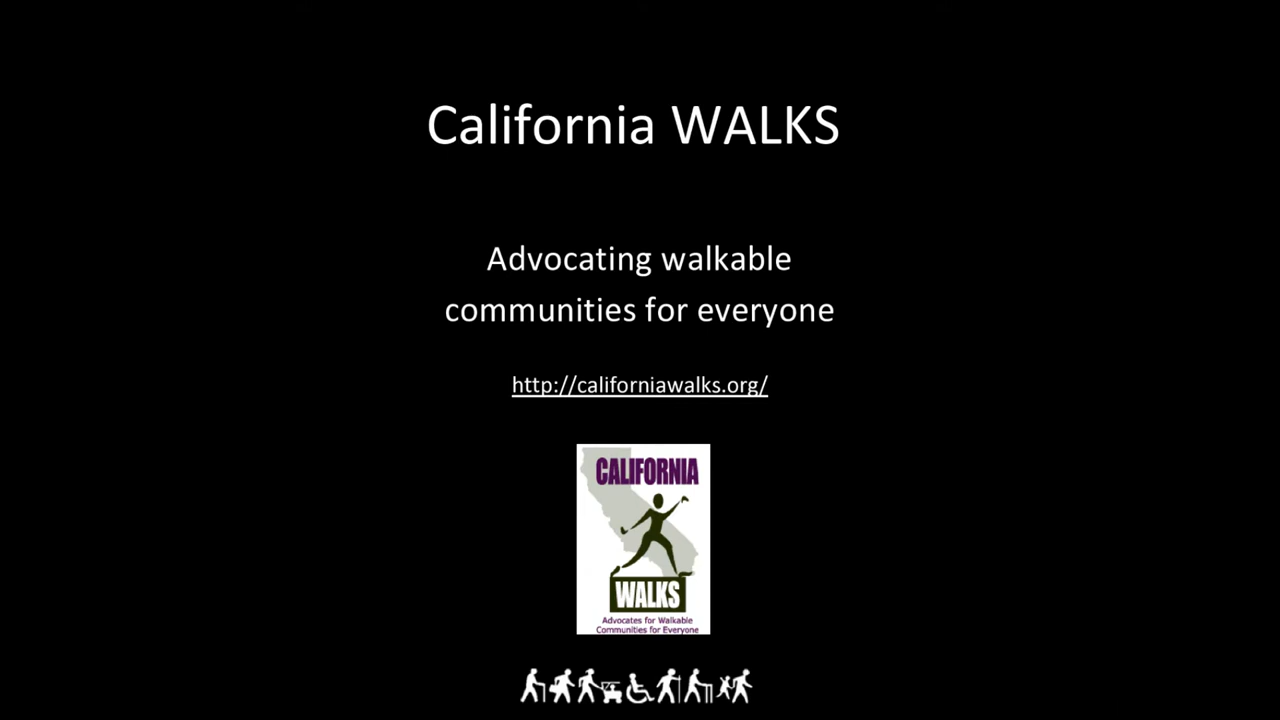 California WALKS
Advocating walkable
communities for everyone
http://californiawalks.org/
CALIFORNIA
WALKS
Advocates for Walkable
Communities for Everyone